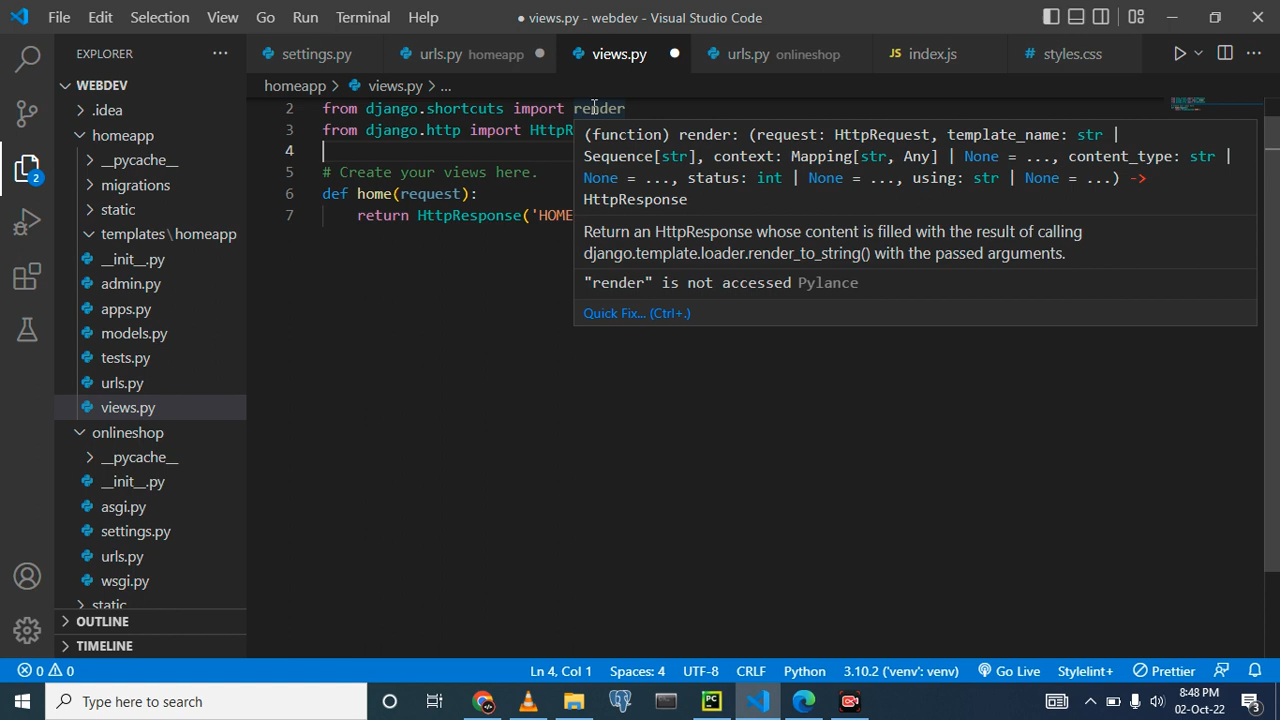 File Edit Selection View Go Run Terminal Help
● views.py - webdev - Visual Studio Code
EXPLORER
settings.py
urls.py homeapp
views.py
urls.py onlineshop
JS index.js
# styles.css
homeapp > views.py > ...
WEBDEV
.idea
homeapp
__pycache__
migrations
static
templates\homeapp
__init__.py
admin.py
apps.py
models.py
tests.py
urls.py
views.py
onlineshop
__pycache__
__init__.py
asgi.py
settings.py
urls.py
wsgi.py
static
OUTLINE
TIMELINE
2 from django.shortcuts import render
3 from django.http import HttpR
4
5 # Create your views here.
6 def home(request):
7 return HttpResponse('HOME
(function) render: (request: HttpRequest, template_name: str |
Sequence[str], context: Mapping[str, Any] | None = ..., content_type: str |
None = ..., status: int | None = ..., using: str | None = ...) ->
HttpResponse
Return an HttpResponse whose content is filled with the result of calling
django.template.loader.render_to_string() with the passed arguments.
"render" is not accessed Pylance
Quick Fix... (Ctrl+.)
2
0 0
Ln 4, Col 1
Spaces: 4
UTF-8
CRLF
Python
3.10.2 ('venv': venv)
Go Live
Stylelint+
Prettier
Type here to search
PC
8:48 PM
02-Oct-22
3